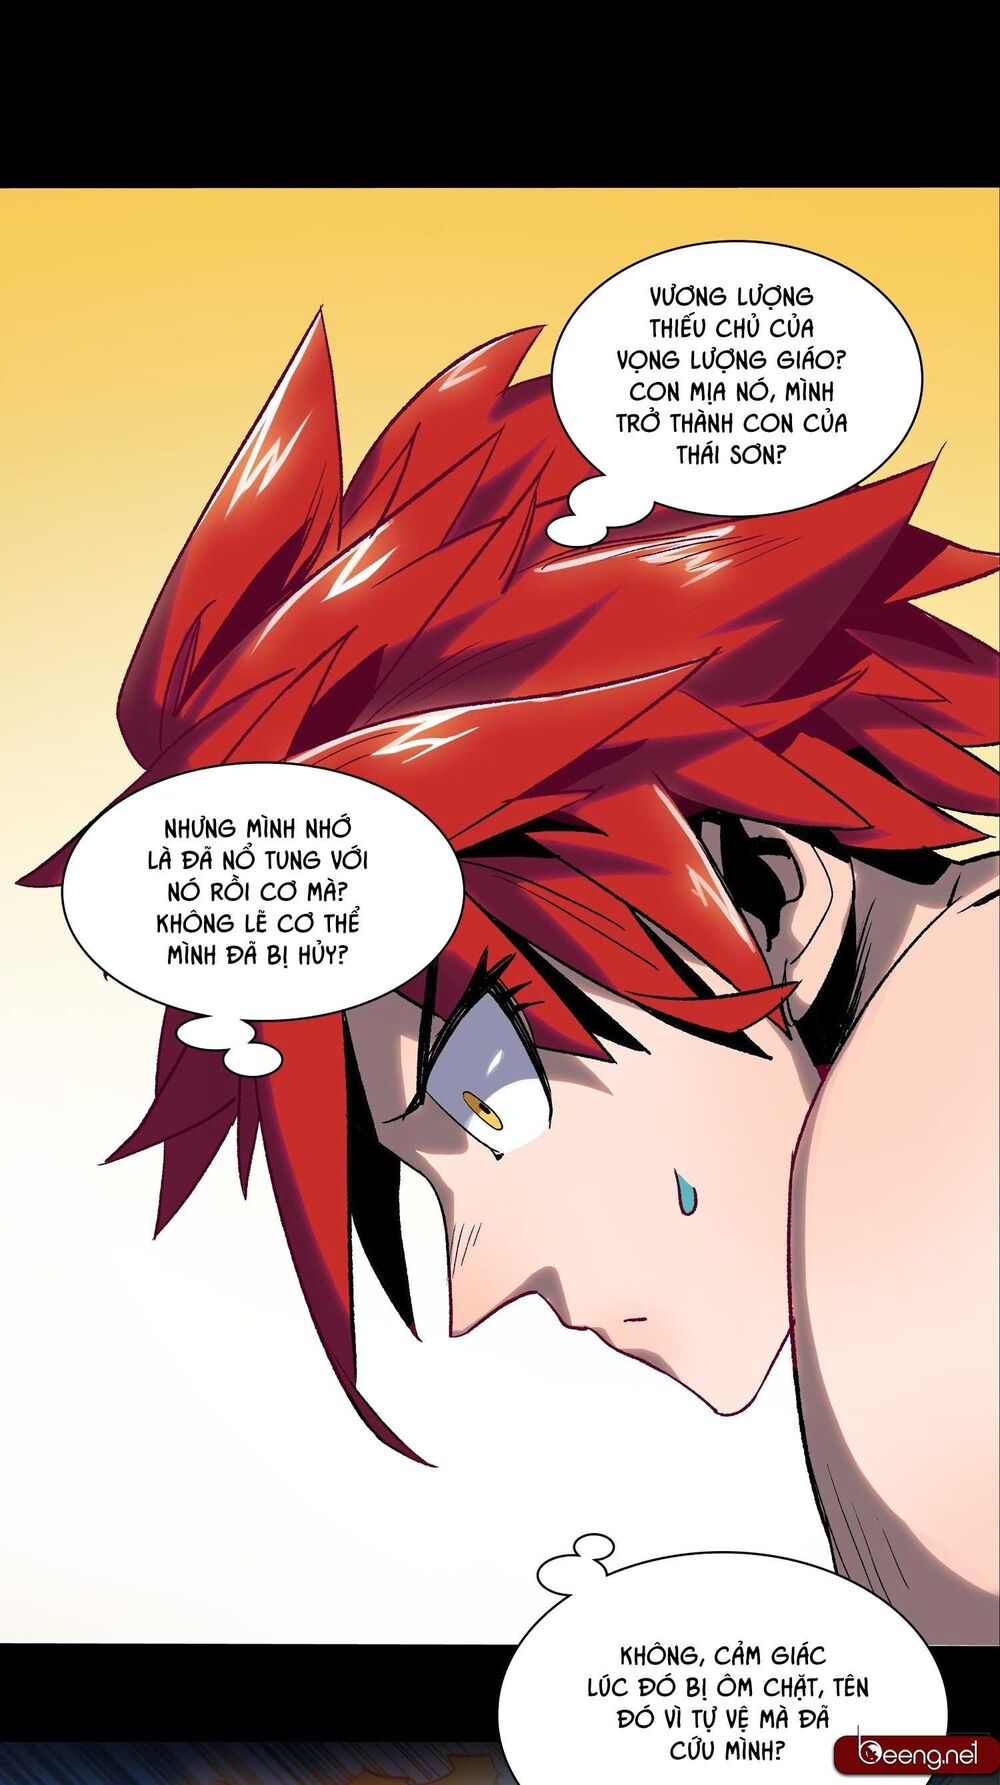 VƯƠNG LƯỢNG
THIẾU CHỦ CỦA
VỌNG LƯỢNG GIÁO?
CON MỊA NÓ, MÌNH
TRỞ THÀNH CON CỦA
THÁI SƠN?
NHƯNG MÌNH NHỚ
LÀ ĐÃ NỔ TUNG VỚI
NÓ RỒI CƠ MÀ?
KHÔNG LẼ CƠ THỂ
MÌNH ĐÃ BỊ HỦY?
KHÔNG, CẢM GIÁC
LÚC ĐÓ BỊ ÔM CHẶT, TÊN
ĐÓ VÌ TỰ VỆ MÀ ĐÃ
CỨU MÌNH?
beeng.net